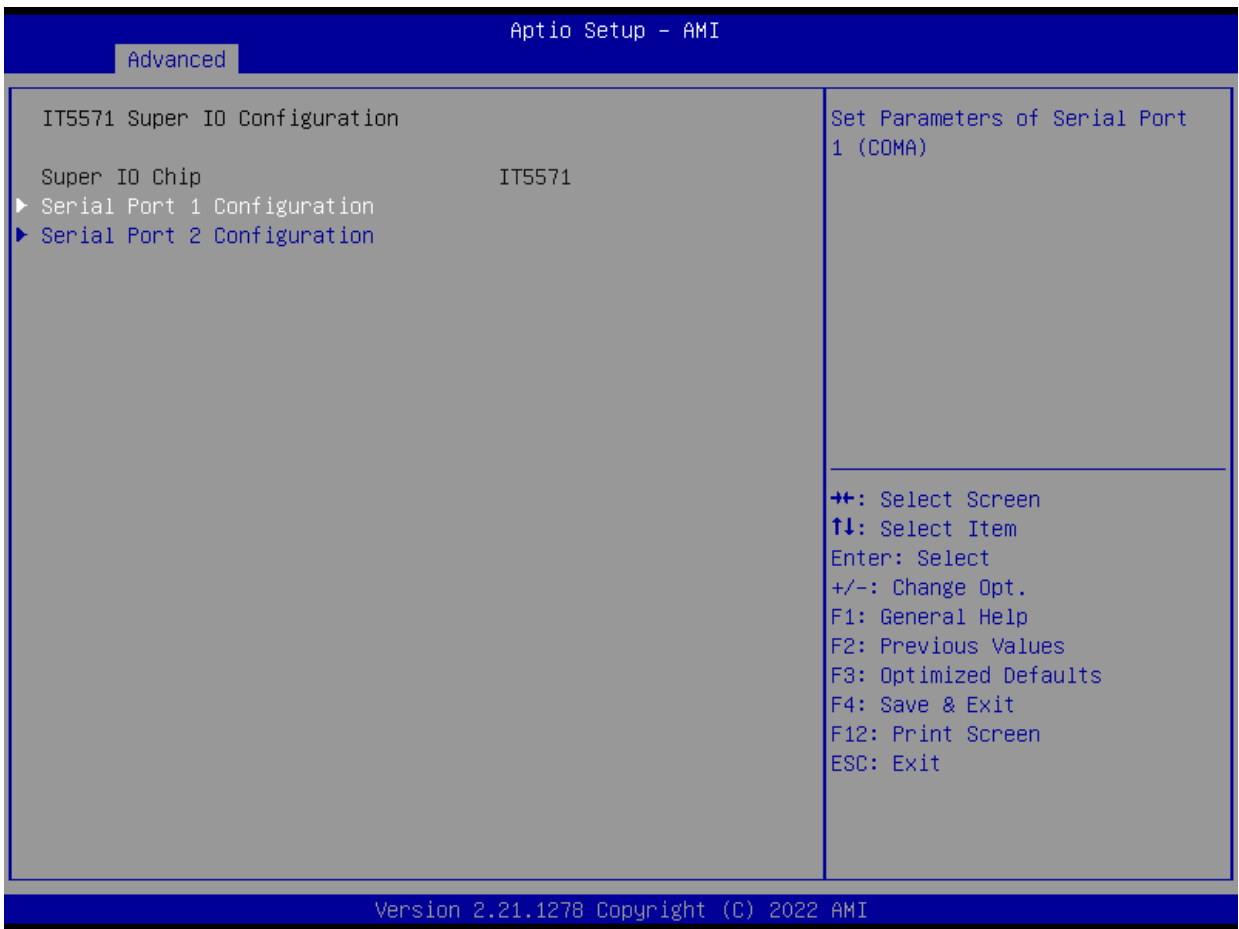 Aptio Setup – AMI
Advanced
IT5571 Super IO Configuration
Super IO Chip IT5571
▶ Serial Port 1 Configuration
▶ Serial Port 2 Configuration
Set Parameters of Serial Port
1 (COMA)
→←: Select Screen
↑↓: Select Item
Enter: Select
+/-: Change Opt.
F1: General Help
F2: Previous Values
F3: Optimized Defaults
F4: Save & Exit
F12: Print Screen
ESC: Exit
Version 2.21.1278 Copyright (C) 2022 AMI